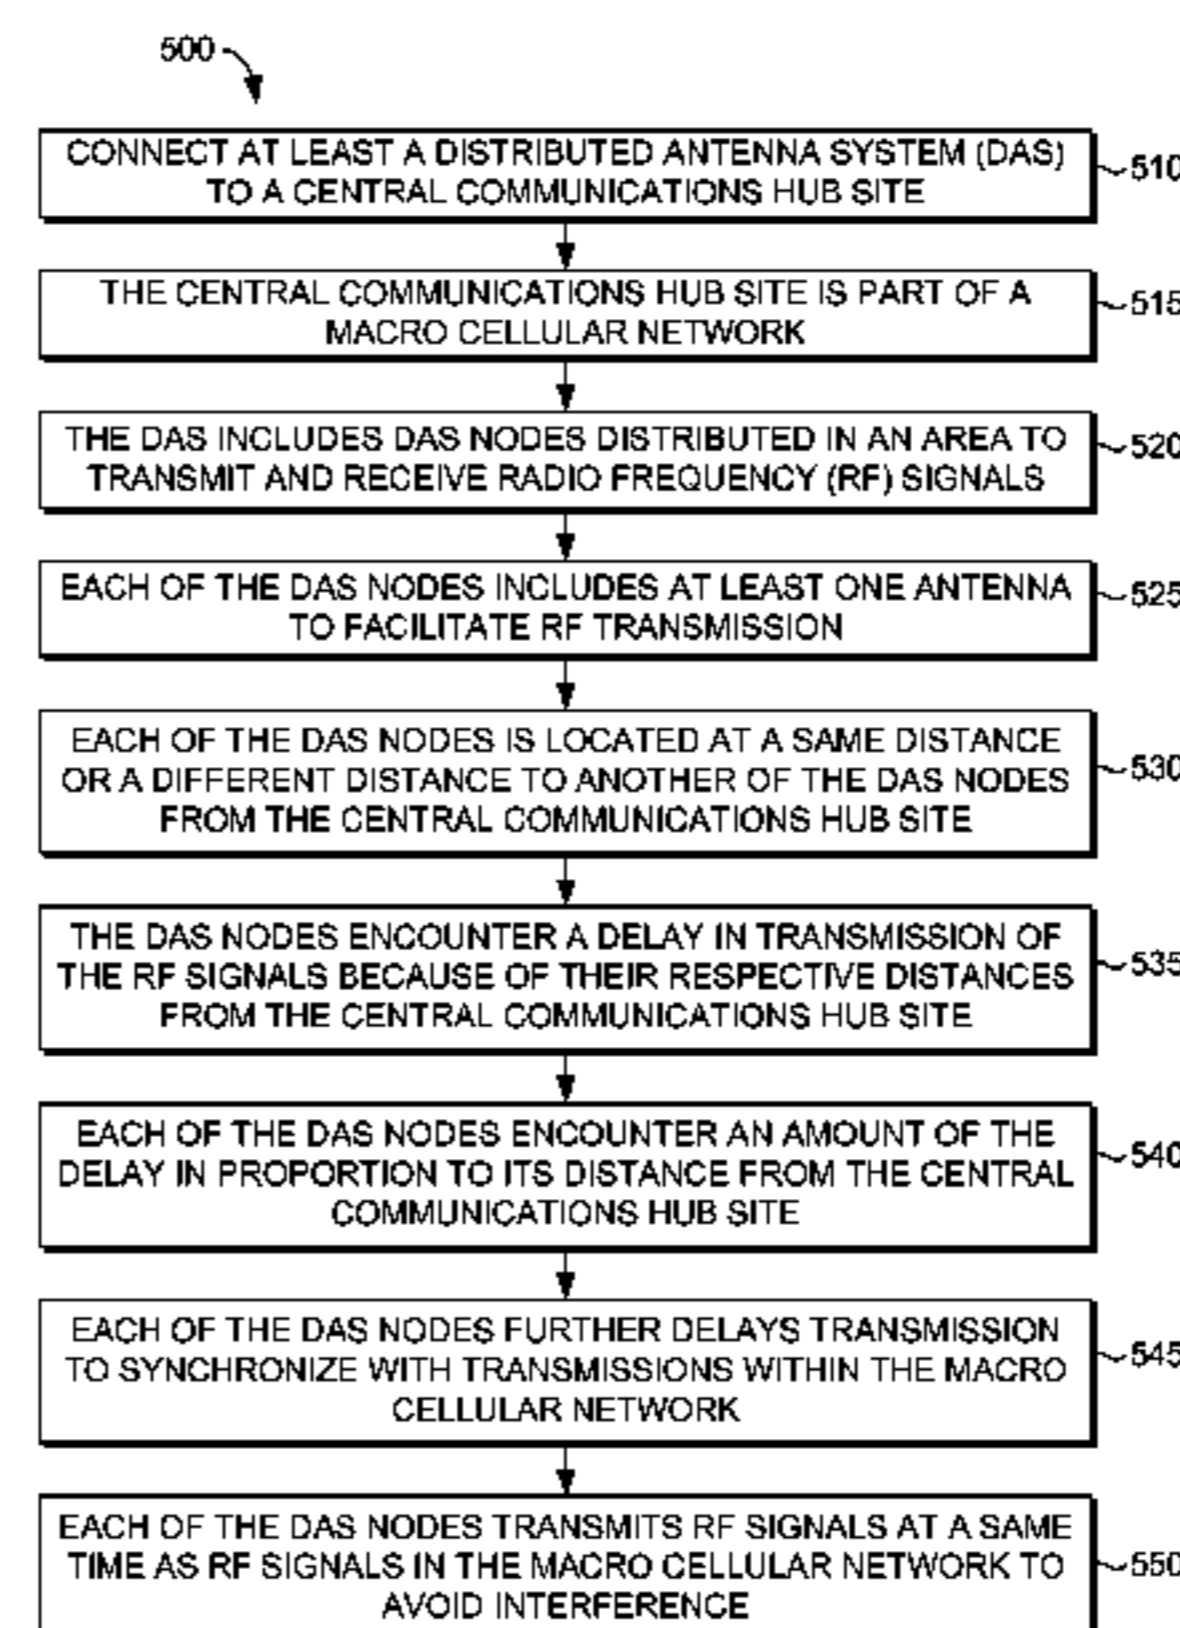 500
CONNECT AT LEAST A DISTRIBUTED ANTENNA SYSTEM (DAS)
TO A CENTRAL COMMUNICATIONS HUB SITE
510
THE CENTRAL COMMUNICATIONS HUB SITE IS PART OF A
MACRO CELLULAR NETWORK
515
THE DAS INCLUDES DAS NODES DISTRIBUTED IN AN AREA TO
TRANSMIT AND RECEIVE RADIO FREQUENCY (RF) SIGNALS
520
EACH OF THE DAS NODES INCLUDES AT LEAST ONE ANTENNA
TO FACILITATE RF TRANSMISSION
525
EACH OF THE DAS NODES IS LOCATED AT A SAME DISTANCE
OR A DIFFERENT DISTANCE TO ANOTHER OF THE DAS NODES
FROM THE CENTRAL COMMUNICATIONS HUB SITE
530
THE DAS NODES ENCOUNTER A DELAY IN TRANSMISSION OF
THE RF SIGNALS BECAUSE OF THEIR RESPECTIVE DISTANCES
FROM THE CENTRAL COMMUNICATIONS HUB SITE
535
EACH OF THE DAS NODES ENCOUNTER AN AMOUNT OF THE
DELAY IN PROPORTION TO ITS DISTANCE FROM THE CENTRAL
COMMUNICATIONS HUB SITE
540
EACH OF THE DAS NODES FURTHER DELAYS TRANSMISSION
TO SYNCHRONIZE WITH TRANSMISSIONS WITHIN THE MACRO
CELLULAR NETWORK
545
EACH OF THE DAS NODES TRANSMITS RF SIGNALS AT A SAME
TIME AS RF SIGNALS IN THE MACRO CELLULAR NETWORK TO
AVOID INTERFERENCE
550